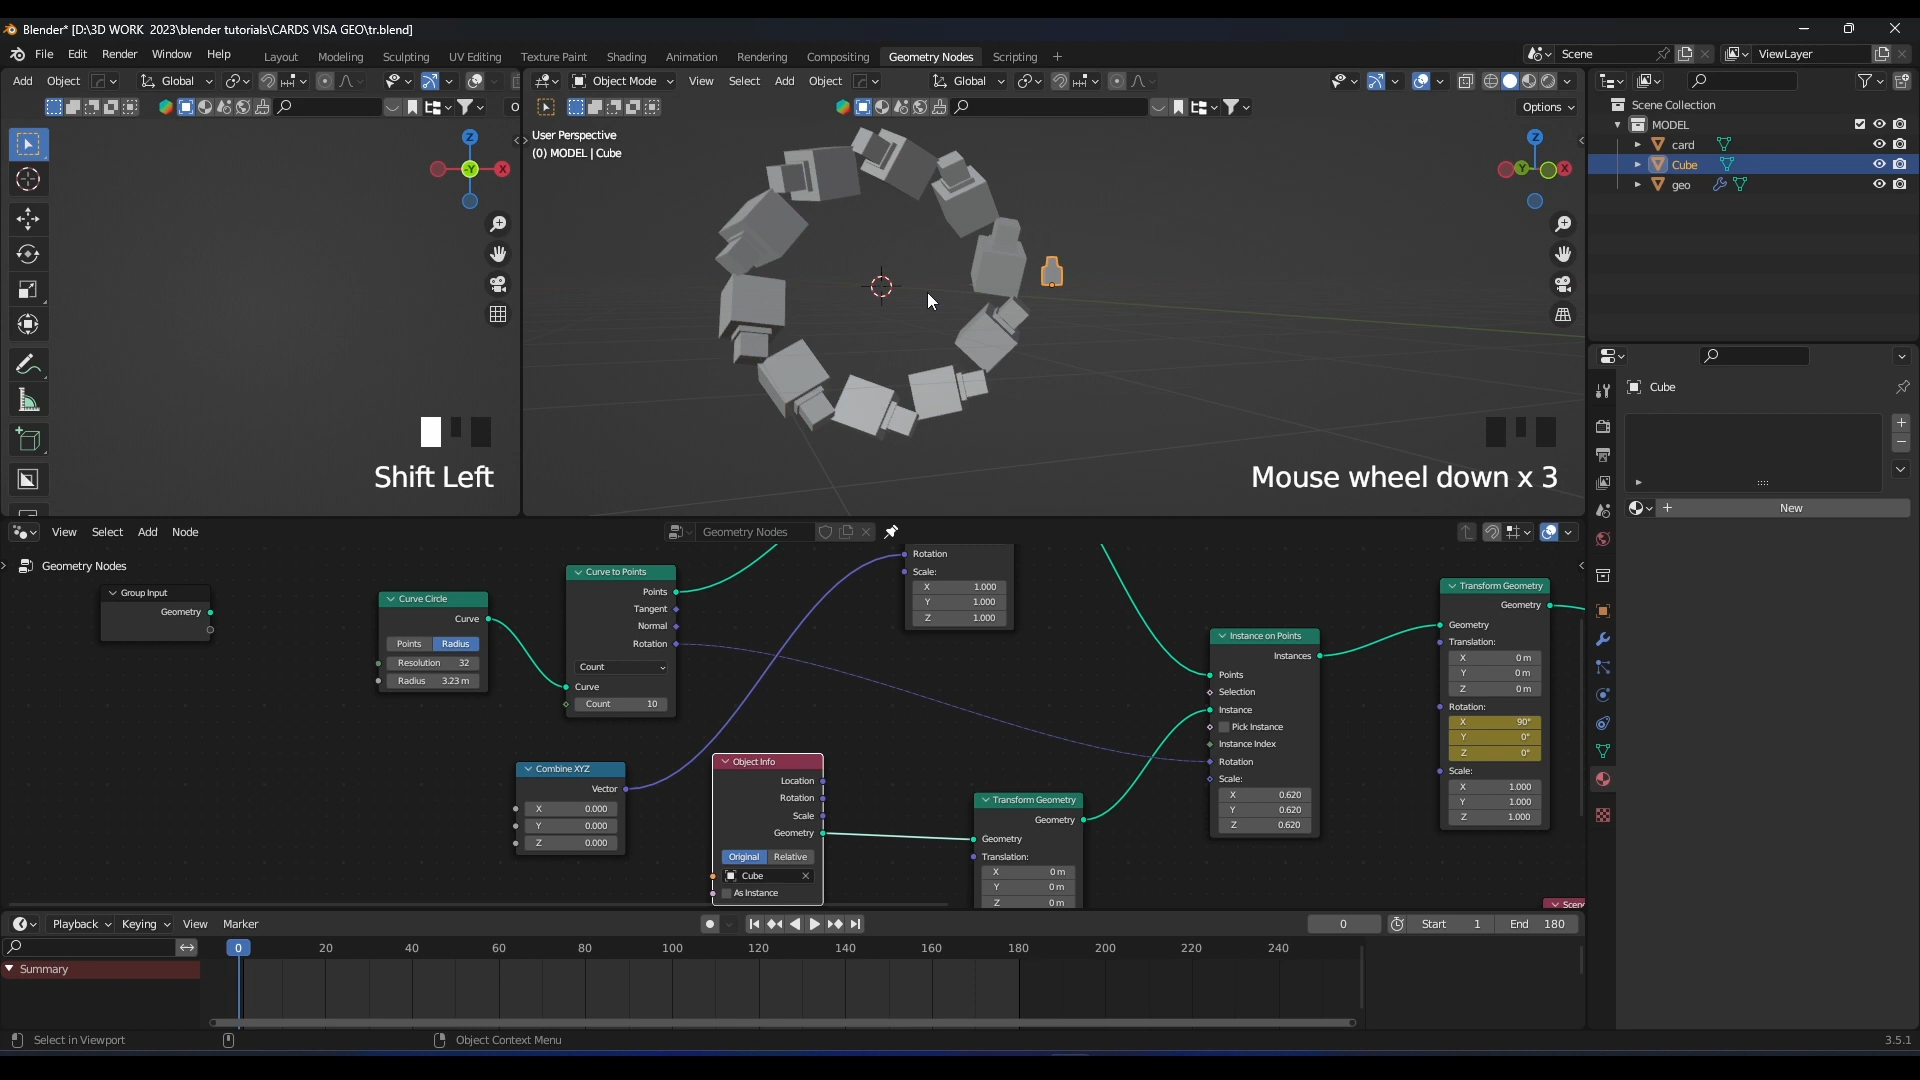 Blender* [D:\3D WORK 2023\blender tutorials\CARDS VISA GEO\tr.blend]
File Edit Render Window Help
Layout Modeling Sculpting UV Editing Texture Paint Shading Animation Rendering Compositing Geometry Nodes Scripting +
Scene
ViewLayer
Add Object Global
Object Mode View Select Add Object Global
Options
Scene Collection
MODEL
card
Cube
geo
User Perspective
(0) MODEL | Cube
Z
-Y
X
Z
Y
X
Shift Left
Mouse wheel down x 3
Cube
New
View Select Add Node
Geometry Nodes
Geometry Nodes
Group Input
Geometry
Curve Circle
Curve
Points Radius
Resolution 32
Radius 3.23 m
Curve to Points
Points
Tangent
Normal
Rotation
Count
Curve
Count 10
Rotation
Scale:
X 1.000
Y 1.000
Z 1.000
Combine XYZ
Vector
X 0.000
Y 0.000
Z 0.000
Object Info
Location
Rotation
Scale
Geometry
Original Relative
Cube
As Instance
Transform Geometry
Geometry
Geometry
Translation:
X 0 m
Y 0 m
Z 0 m
Instance on Points
Instances
Points
Selection
Instance
Pick Instance
Instance Index
Rotation
Scale:
X 0.620
Y 0.620
Z 0.620
Transform Geometry
Geometry
Geometry
Translation:
X 0 m
Y 0 m
Z 0 m
Rotation:
X 90°
Y 0°
Z 0°
Scale:
X 1.000
Y 1.000
Z 1.000
Scene
Playback Keying View Marker
0
Start 1
End 180
0 20 40 60 80 100 120 140 160 180 200 220 240
Summary
Select in Viewport
Object Context Menu
3.5.1